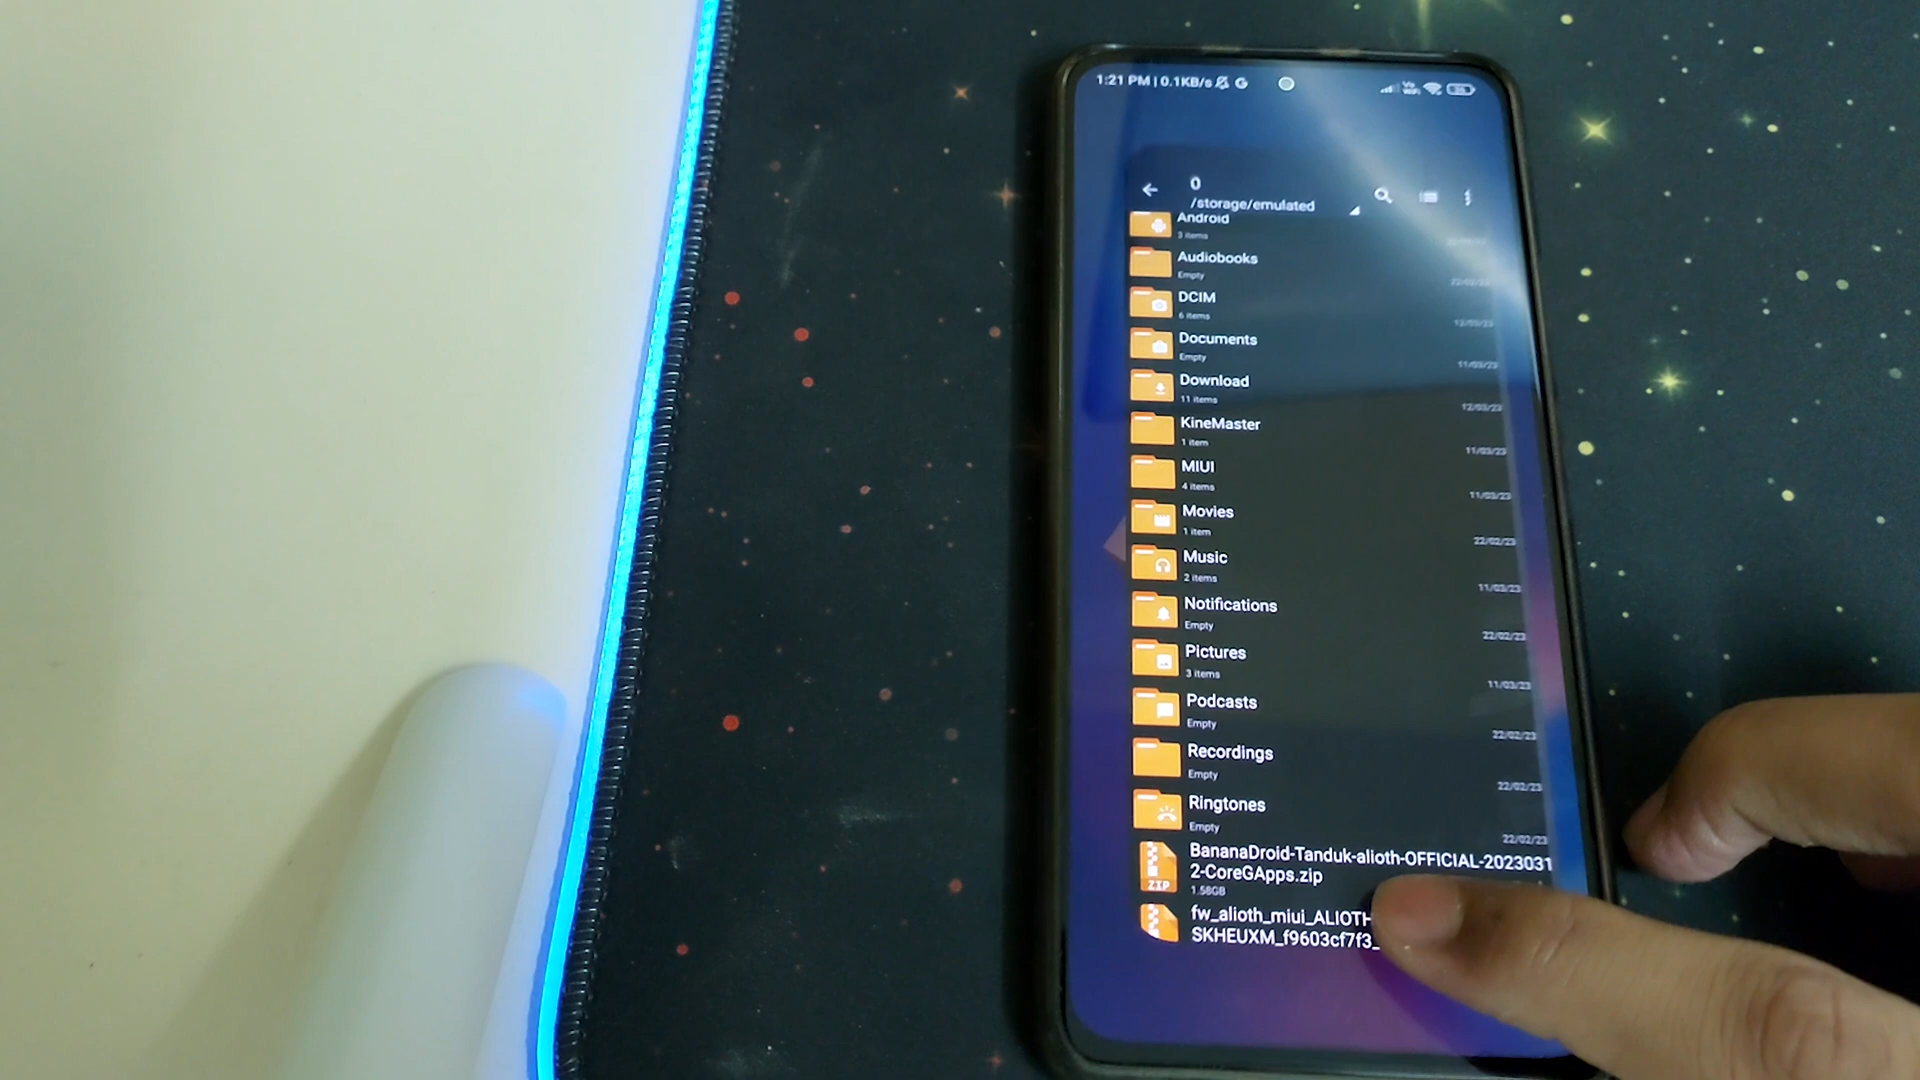 1:21 PM | 0.1KB/s
0
/storage/emulated
Android
3 items
Audiobooks
Empty
22/02/23
DCIM
6 items
12/03/23
Documents
Empty
11/03/23
Download
11 items
12/03/23
KineMaster
1 item
11/03/23
MIUI
4 items
11/03/23
Movies
1 item
22/02/23
Music
2 items
11/03/23
Notifications
Empty
22/02/23
Pictures
3 items
11/03/23
Podcasts
Empty
22/02/23
Recordings
Empty
22/02/23
Ringtones
Empty
22/02/23
BananaDroid-Tanduk-alioth-OFFICIAL-2023031
2-CoreGApps.zip
ZIP
1.58GB
fw_alioth_miui_ALIOTH
SKHEUXM_f9603cf7f3_